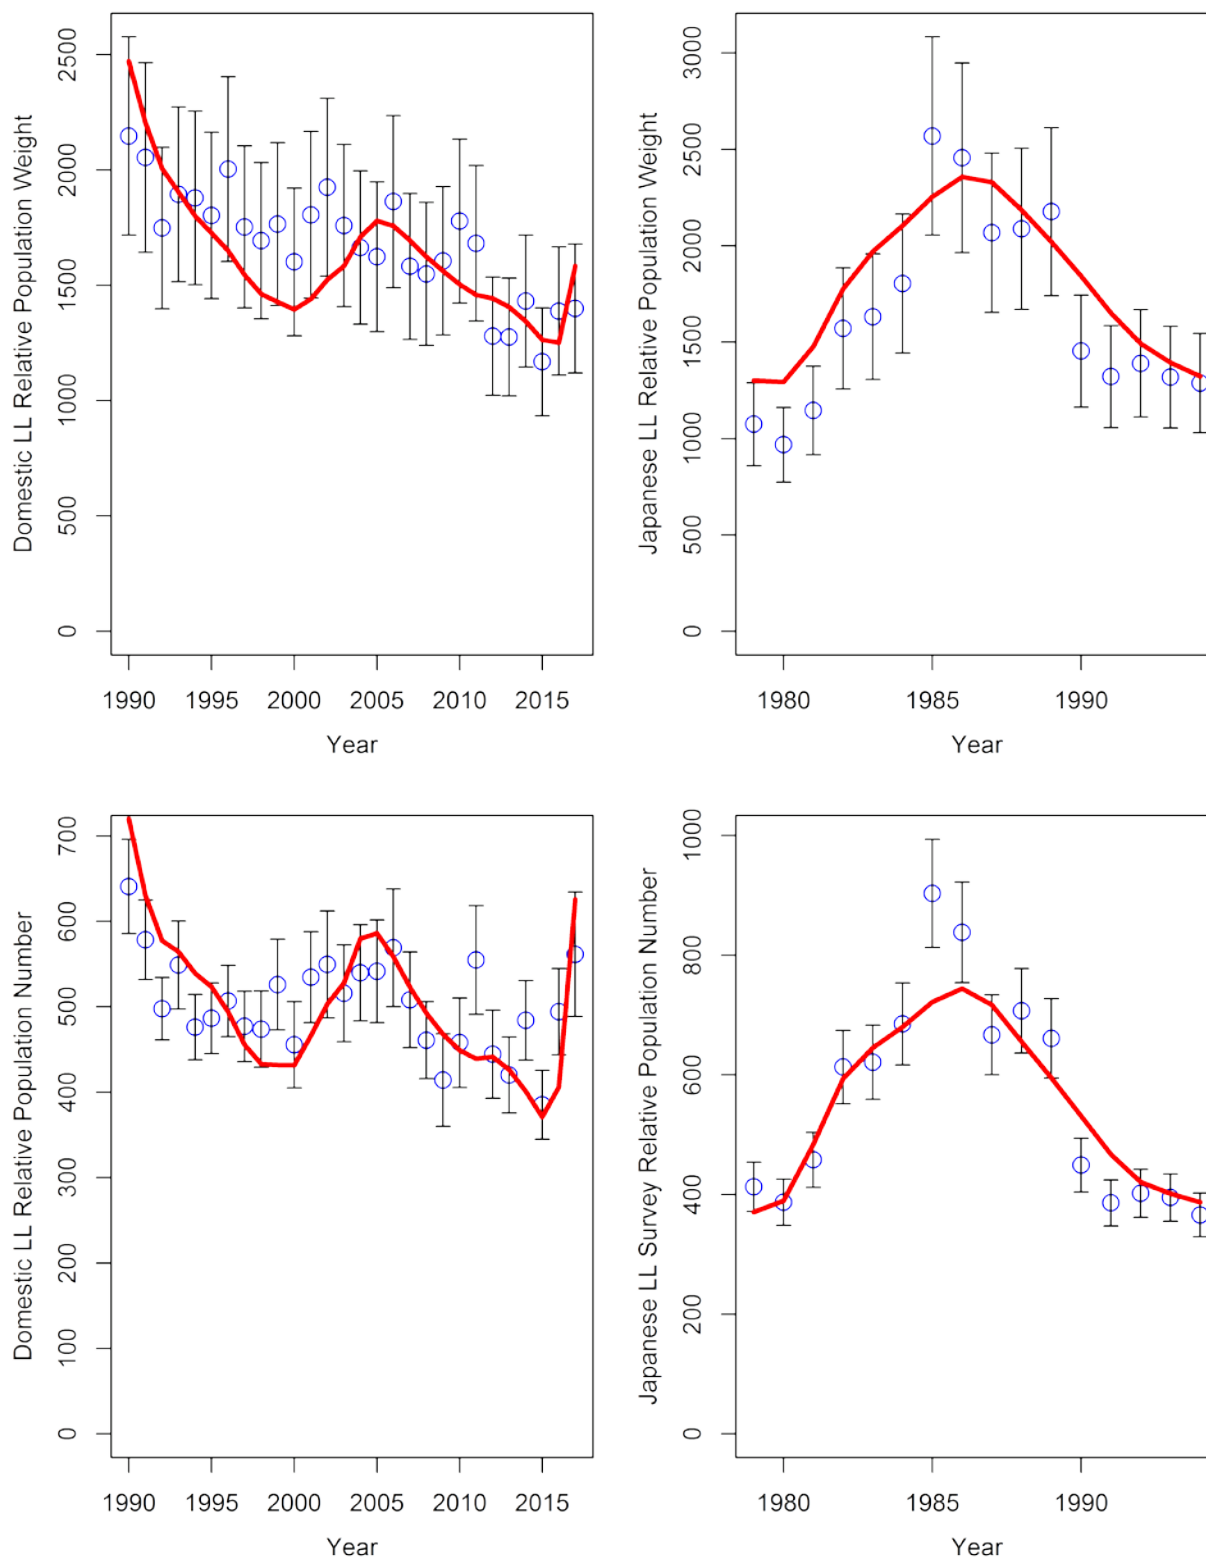 Domestic LL Relative Population Weight
2500
2000
1500
1000
500
0
1990 1995 2000 2005 2010 2015
Year
Japanese LL Relative Population Weight
3000
2500
2000
1500
1000
500
0
1980 1985 1990
Year
Domestic LL Relative Population Number
700
600
500
400
300
200
100
0
1990 1995 2000 2005 2010 2015
Year
Japanese LL Survey Relative Population Number
1000
800
600
400
200
0
1980 1985 1990
Year